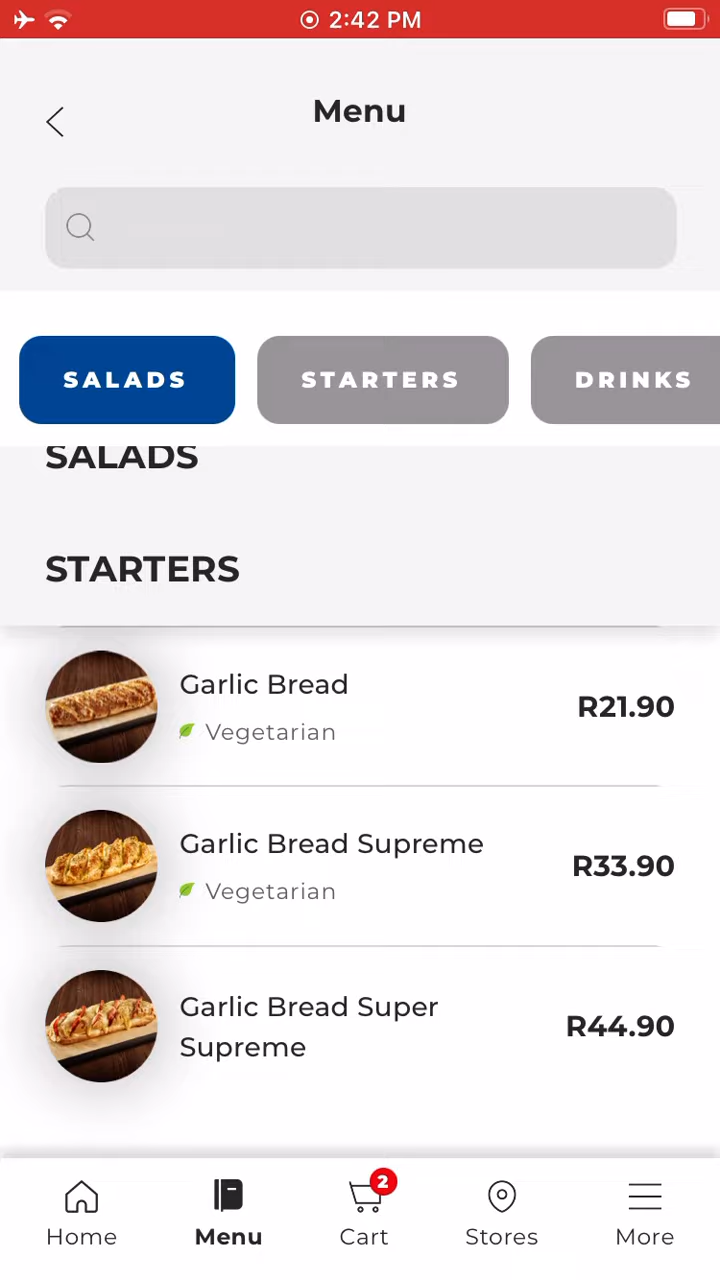 2:42 PM
Menu
SALADS STARTERS DRINKS
SALADS
STARTERS
Garlic Bread
Vegetarian
R21.90
Garlic Bread Supreme
Vegetarian
R33.90
Garlic Bread Super
Supreme
R44.90
2
Home Menu Cart Stores More